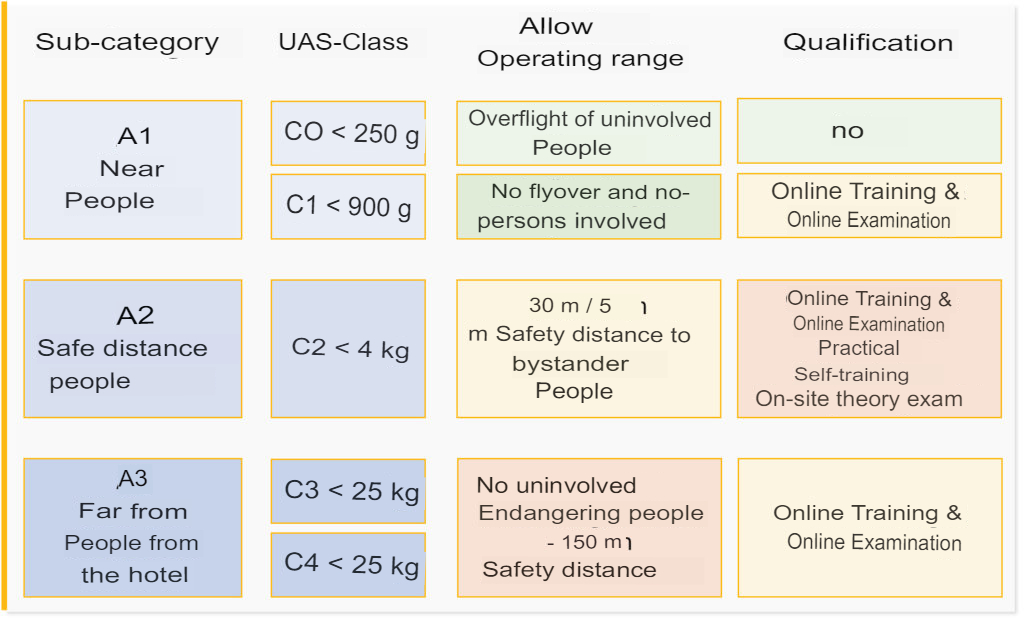 Sub-category
UAS-Class
Allow
Operating range
Qualification
A1
Near
People
CO < 250 g
Overflight of uninvolved
People
no
C1 < 900 g
No flyover and no-
persons involved
Online Training &
Online Examination
A2
Safe distance
people
C2 < 4 kg
30 m / 5
m Safety distance to
bystander
People
Online Training &
Online Examination
Practical
Self-training
On-site theory exam
A3
Far from
People from
the hotel
C3 < 25 kg
C4 < 25 kg
No uninvolved
Endangering people
- 150 m
Safety distance
Online Training &
Online Examination